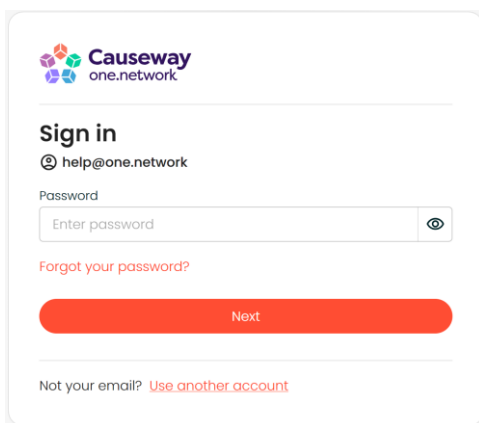 Causeway
one.network
Sign in
help@one.network
Password
Enter password
Forgot your password?
Next
Not your email? Use another account